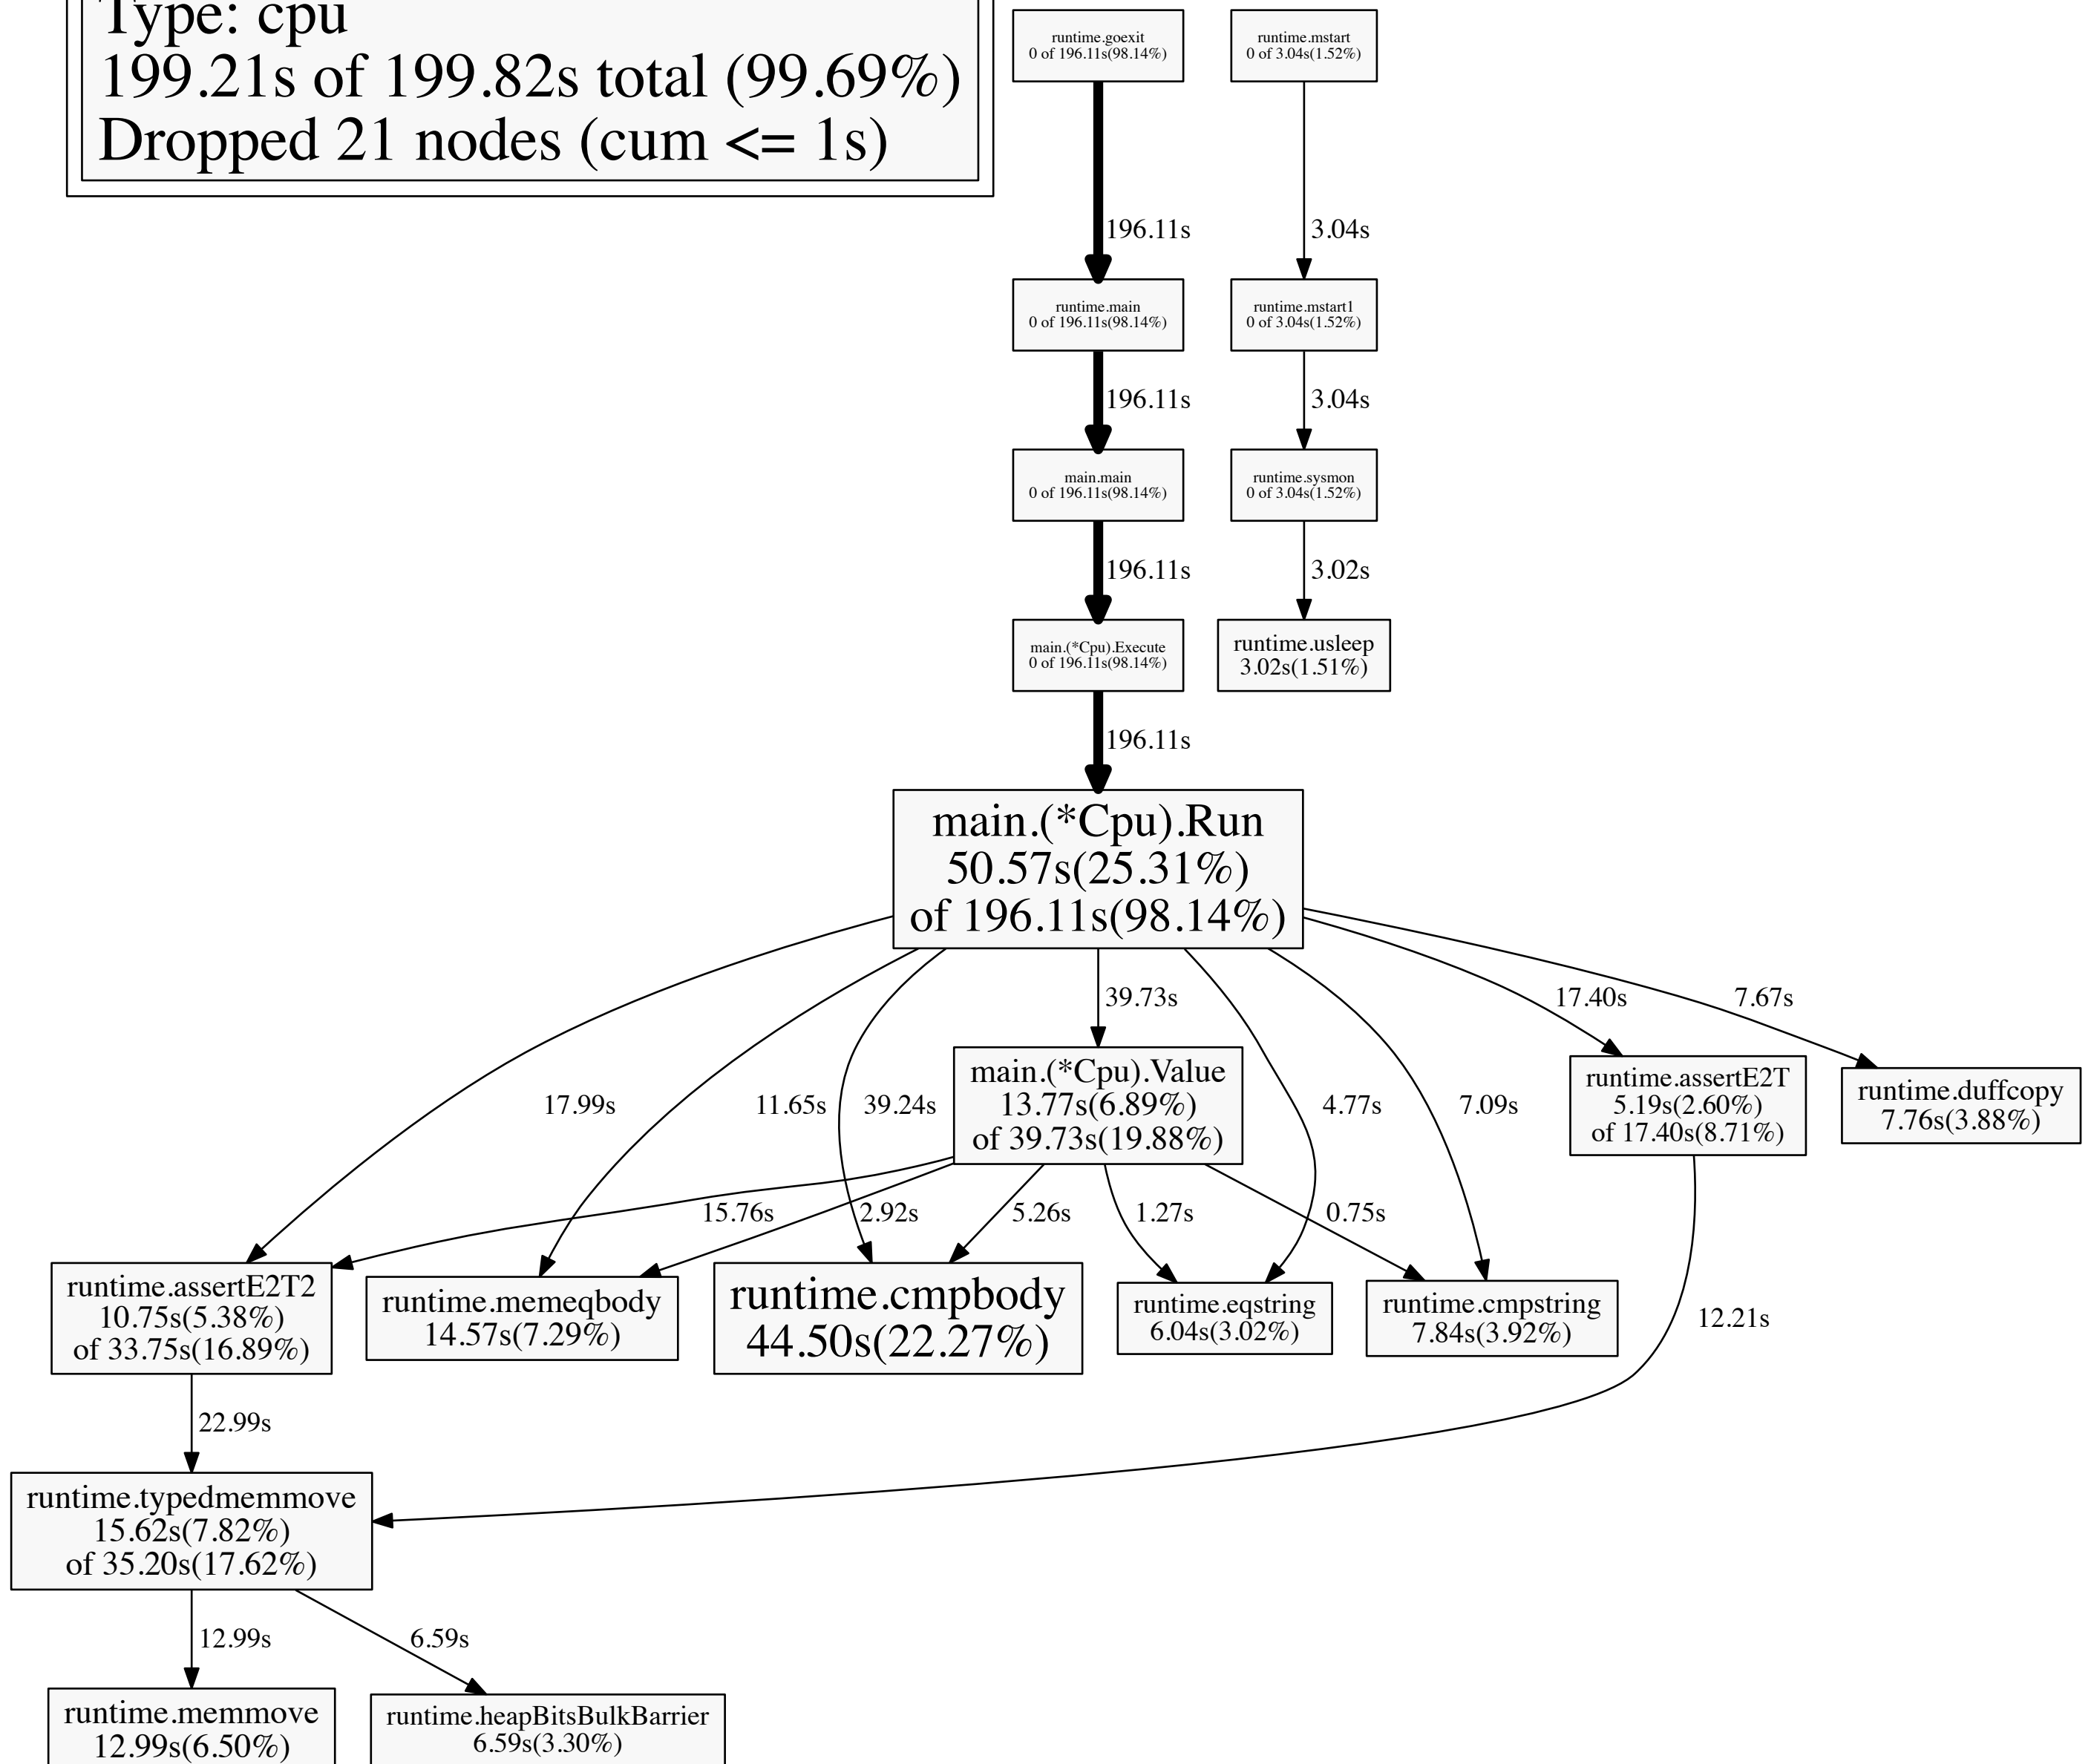 Type: cpu
199.21s of 199.82s total (99.69%)
Dropped 21 nodes (cum <= 1s)
runtime.goexit
0 of 196.11s(98.14%)
runtime.mstart
0 of 3.04s(1.52%)
196.11s
3.04s
runtime.main
0 of 196.11s(98.14%)
runtime.mstart1
0 of 3.04s(1.52%)
196.11s
3.04s
main.main
0 of 196.11s(98.14%)
runtime.sysmon
0 of 3.04s(1.52%)
196.11s
3.02s
main.(*Cpu).Execute
0 of 196.11s(98.14%)
runtime.usleep
3.02s(1.51%)
196.11s
main.(*Cpu).Run
50.57s(25.31%)
of 196.11s(98.14%)
39.73s
17.40s
7.67s
17.99s
11.65s
39.24s
main.(*Cpu).Value
13.77s(6.89%)
of 39.73s(19.88%)
4.77s
7.09s
runtime.assertE2T
5.19s(2.60%)
of 17.40s(8.71%)
runtime.duffcopy
7.76s(3.88%)
15.76s
2.92s
5.26s
1.27s
0.75s
runtime.assertE2T2
10.75s(5.38%)
of 33.75s(16.89%)
runtime.memeqbody
14.57s(7.29%)
runtime.cmpbody
44.50s(22.27%)
runtime.eqstring
6.04s(3.02%)
runtime.cmpstring
7.84s(3.92%)
12.21s
22.99s
runtime.typedmemmove
15.62s(7.82%)
of 35.20s(17.62%)
12.99s
6.59s
runtime.memmove
12.99s(6.50%)
runtime.heapBitsBulkBarrier
6.59s(3.30%)